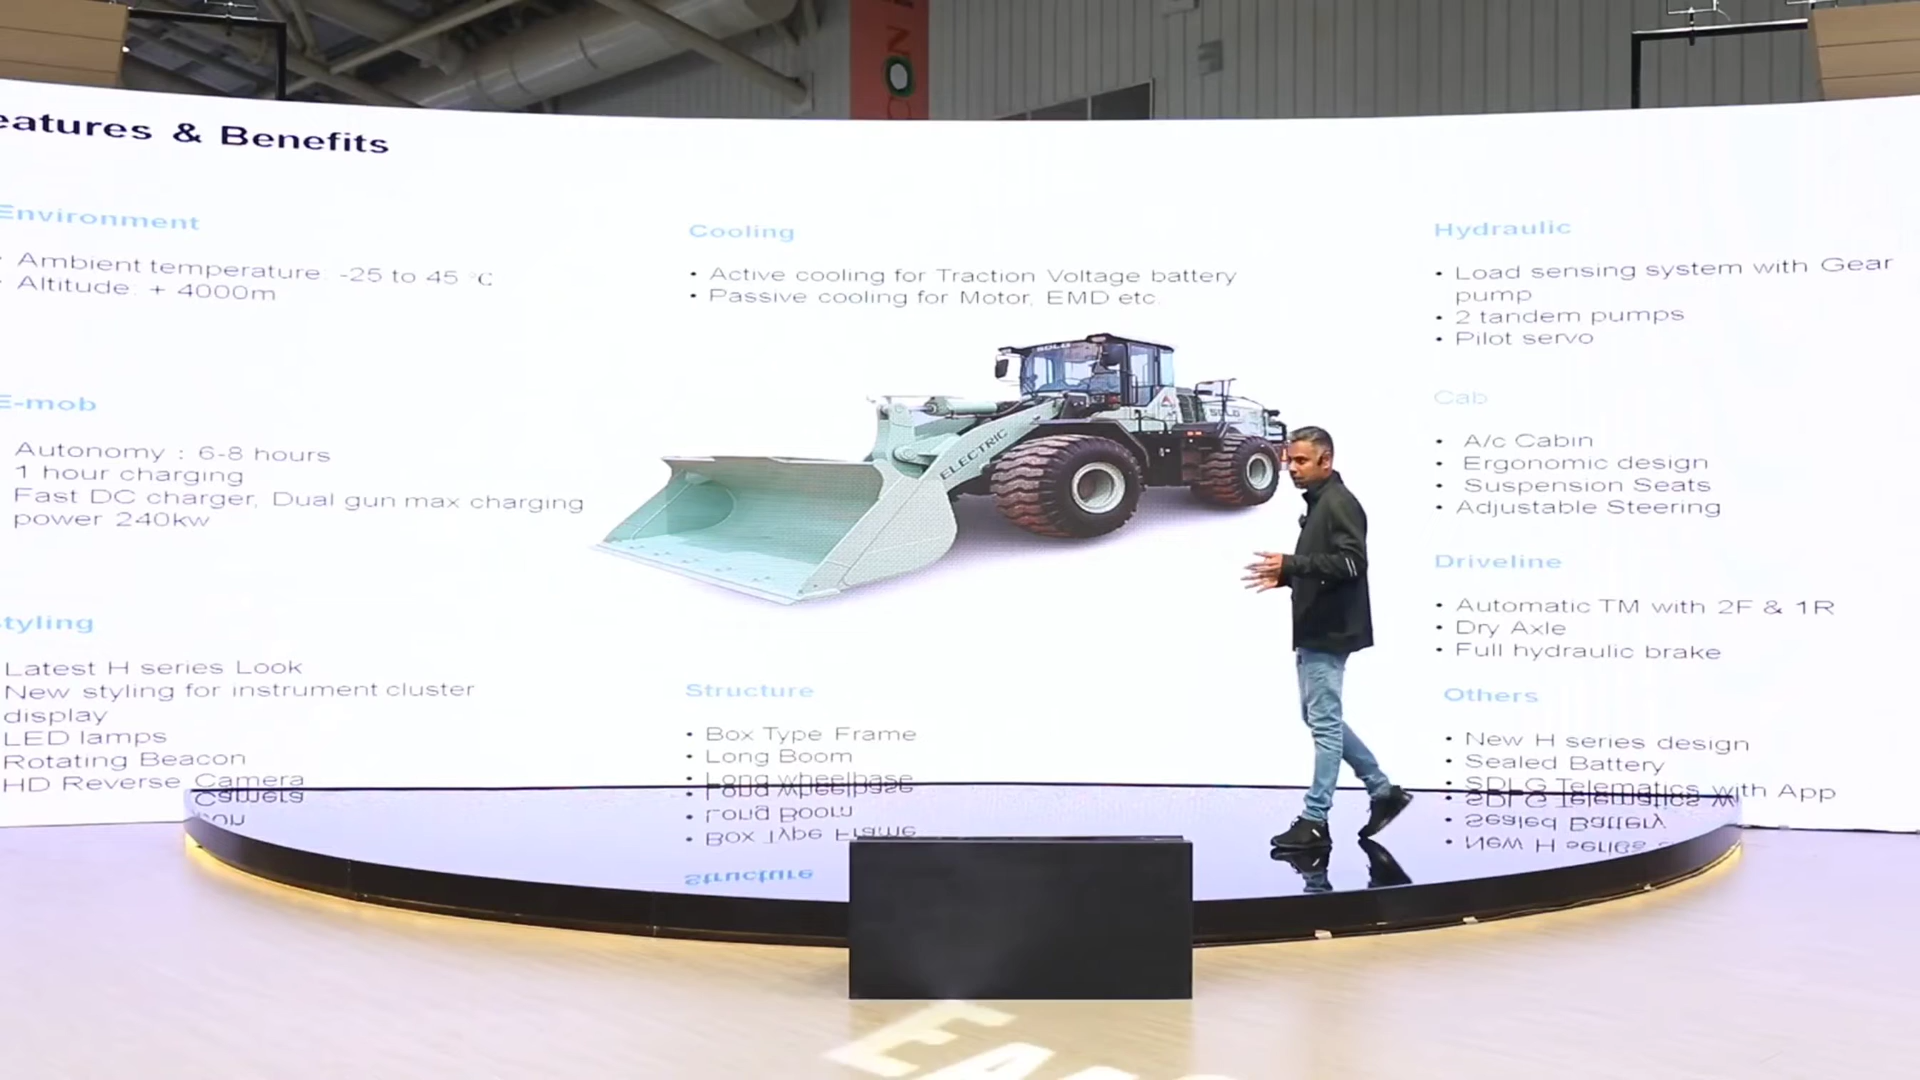 eatures & Benefits
Environment
Ambient temperature: -25 to 45 °C
Altitude: + 4000m
E-mob
Autonomy : 6-8 hours
1 hour charging
Fast DC charger, Dual gun max charging
power 240kw
tyling
Latest H series Look
New styling for instrument cluster
display
LED lamps
Rotating Beacon
HD Reverse Camera
Cooling
• Active cooling for Traction Voltage battery
• Passive cooling for Motor, EMD etc.
SDLG
SDLG
ELECTRIC
Structure
• Box Type Frame
• Long Boom
• Long wheelbase
Hydraulic
• Load sensing system with Gear
pump
• 2 tandem pumps
• Pilot servo
Cab
• A/c Cabin
• Ergonomic design
• Suspension Seats
• Adjustable Steering
Driveline
• Automatic TM with 2F & 1R
• Dry Axle
• Full hydraulic brake
Others
• New H series design
• Sealed Battery
• SDLG Telematics with App